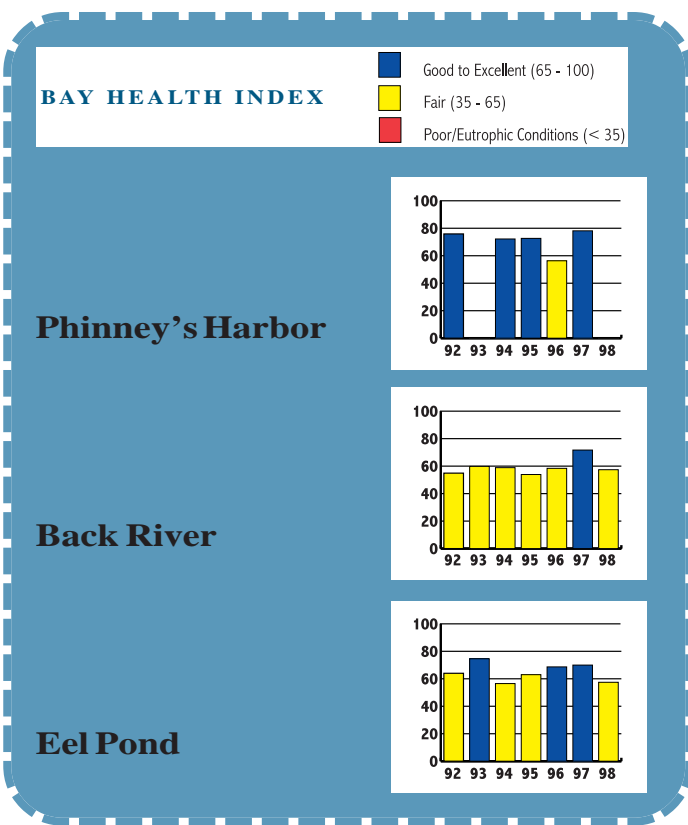 BAY HEALTH INDEX
Good to Excellent (65 - 100)
Fair (35 - 65)
Poor/Eutrophic Conditions (< 35)
Phinney's Harbor
100
80
60
40
20
0
92 93 94 95 96 97 98
Back River
100
80
60
40
20
0
92 93 94 95 96 97 98
Eel Pond
100
80
60
40
20
0
92 93 94 95 96 97 98